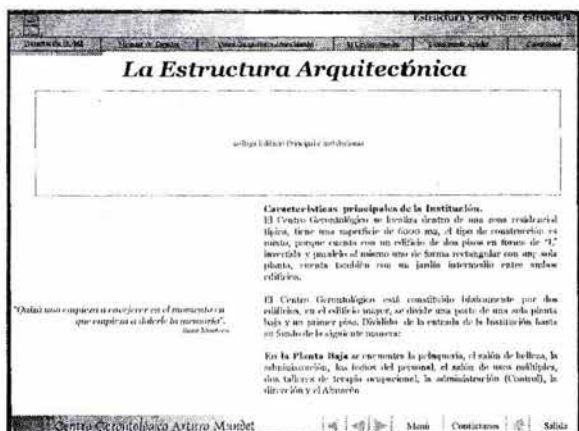 Estructura y servicios/estructura
La Estructura Arquitectónica
Características principales de la Institución.
El Centro Gerontológico se localiza dentro de una zona residencial
típica, tiene una superficie de 6000 m2, el tipo de construcción es
mixto, porque cuenta con un edificio de dos pisos en forma de "L"
invertida y paralelo al mismo uno de forma rectangular con una sola
planta, cuenta también con un jardín intermedio entre ambos
edificios.
El Centro Gerontológico está constituido básicamente por dos
edificios, en el edificio mayor, se divide una parte de una sola planta
baja y un primer piso. Dividido de la entrada de la Institución hasta
su fondo de la siguiente manera:
"Quizá uno empieza a envejecer en el momento en
que empieza a dolerle la memoria".
En la Planta Baja se encuentra la peluquería, el salón de belleza, la
administración, los baños del personal, el salón de usos múltiples,
dos talleres de terapia ocupacional, la administración (Control), la
dirección y el Almacén
Centro Gerontológico Arturo Mundet
Menú Contáctanos Salida